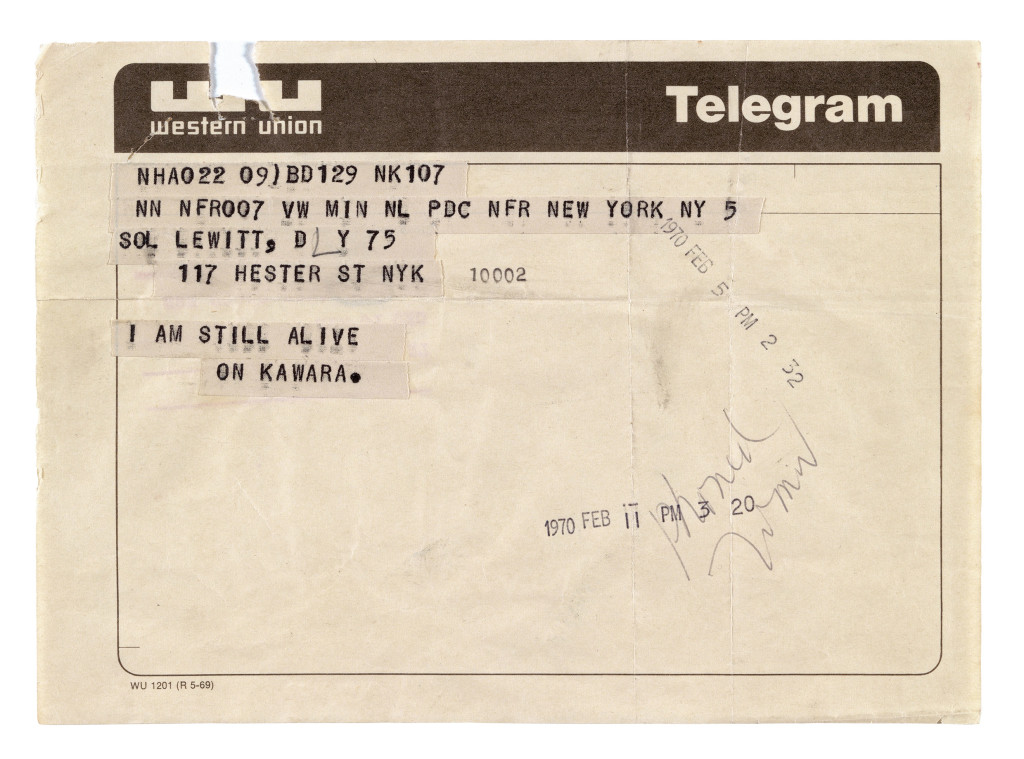 western union
Telegram
NHA022 09)BD129 NK107
NN NFR007 VW MIN NL PDC NFR NEW YORK NY 5
SOL LEWITT, DLY 75
117 HESTER ST NYK 10002
1970 FEB 5 PM 2 32
I AM STILL ALIVE
ON KAWARA.
phoned
1970 FEB 11 PM 3 20
WU 1201 (R 5-69)